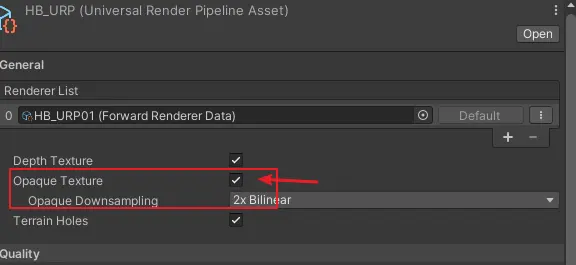 HB_URP (Universal Render Pipeline Asset)
Open
General
Renderer List
0 HB_URP01 (Forward Renderer Data) Default
+ −
Depth Texture
Opaque Texture
Opaque Downsampling 2x Bilinear
Terrain Holes
Quality